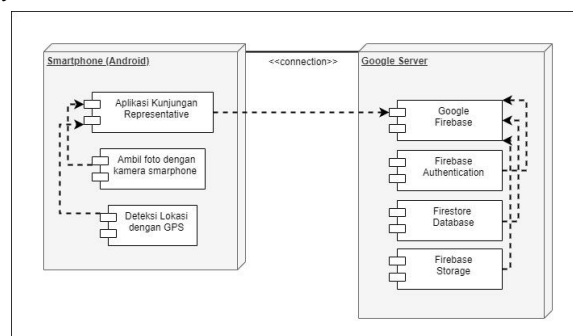 Smartphone (Android)
<<connection>>
Google Server
Aplikasi Kunjungan
Representative
Ambil foto dengan
kamera smarphone
Deteksi Lokasi
dengan GPS
Google
Firebase
Firebase
Authentication
Firestore
Database
Firebase
Storage